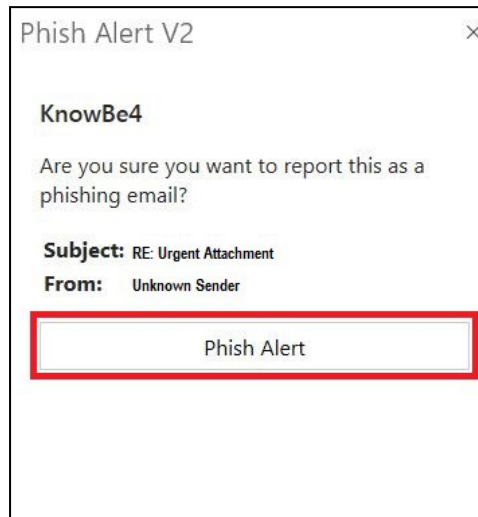 Phish Alert V2
KnowBe4
Are you sure you want to report this as a
phishing email?
Subject: RE: Urgent Attachment
From: Unknown Sender
Phish Alert